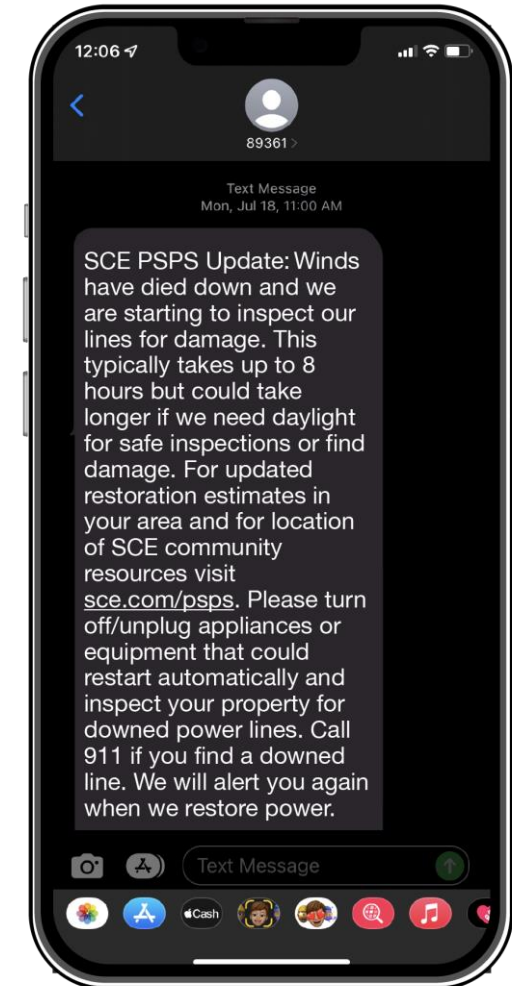 12:06
89361
Text Message
Mon, Jul 18, 11:00 AM
SCE PSPS Update: Winds
have died down and we
are starting to inspect our
lines for damage. This
typically takes up to 8
hours but could take
longer if we need daylight
for safe inspections or find
damage. For updated
restoration estimates in
your area and for location
of SCE community
resources visit
sce.com/psps. Please turn
off/unplug appliances or
equipment that could
restart automatically and
inspect your property for
downed power lines. Call
911 if you find a downed
line. We will alert you again
when we restore power.
Text Message
Cash